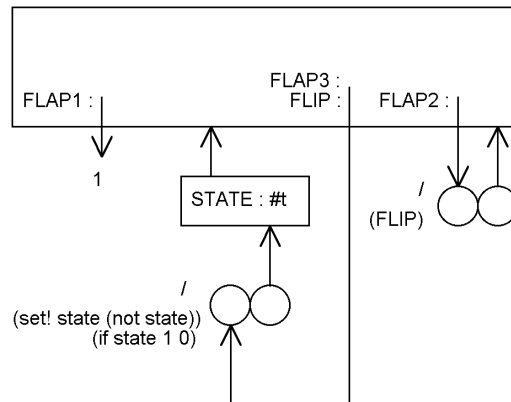 FLAP3 :
FLAP1 :
FLIP :
FLAP2 :
1
STATE : #t
/
(FLIP)
/
(set! state (not state))
(if state 1 0)